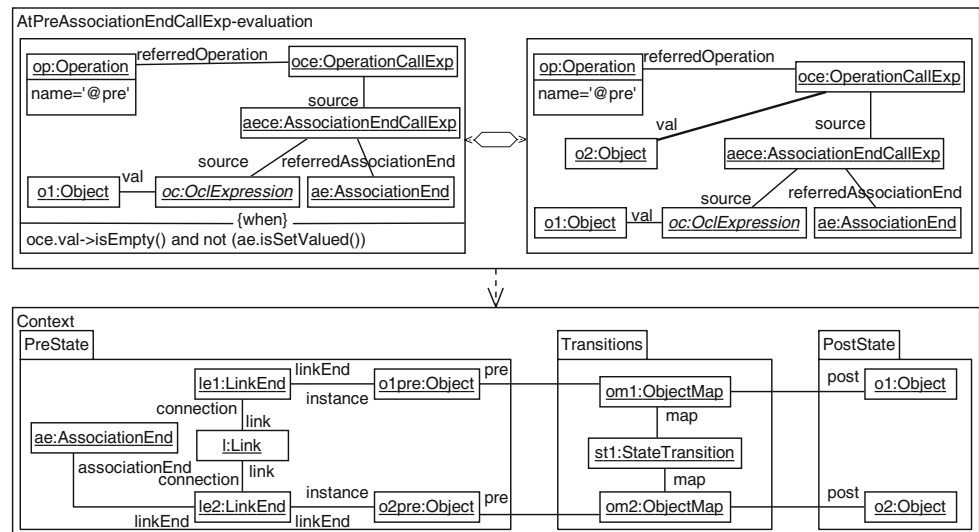 AtPreAssociationEndCallExp-evaluation
op:Operation
name='@pre'
referredOperation
oce:OperationCallExp
source
aece:AssociationEndCallExp
source
referredAssociationEnd
o1:Object
val
oc:OclExpression
ae:AssociationEnd
{when}
oce.val->isEmpty() and not (ae.isSetValued())
op:Operation
name='@pre'
referredOperation
oce:OperationCallExp
val
source
o2:Object
aece:AssociationEndCallExp
source
referredAssociationEnd
o1:Object
val
oc:OclExpression
ae:AssociationEnd
Context
PreState
le1:LinkEnd
linkEnd
instance
o1pre:Object
pre
connection
link
ae:AssociationEnd
l:Link
associationEnd
link
connection
le2:LinkEnd
linkEnd
instance
linkEnd
o2pre:Object
pre
Transitions
om1:ObjectMap
map
st1:StateTransition
map
om2:ObjectMap
PostState
post
o1:Object
post
o2:Object